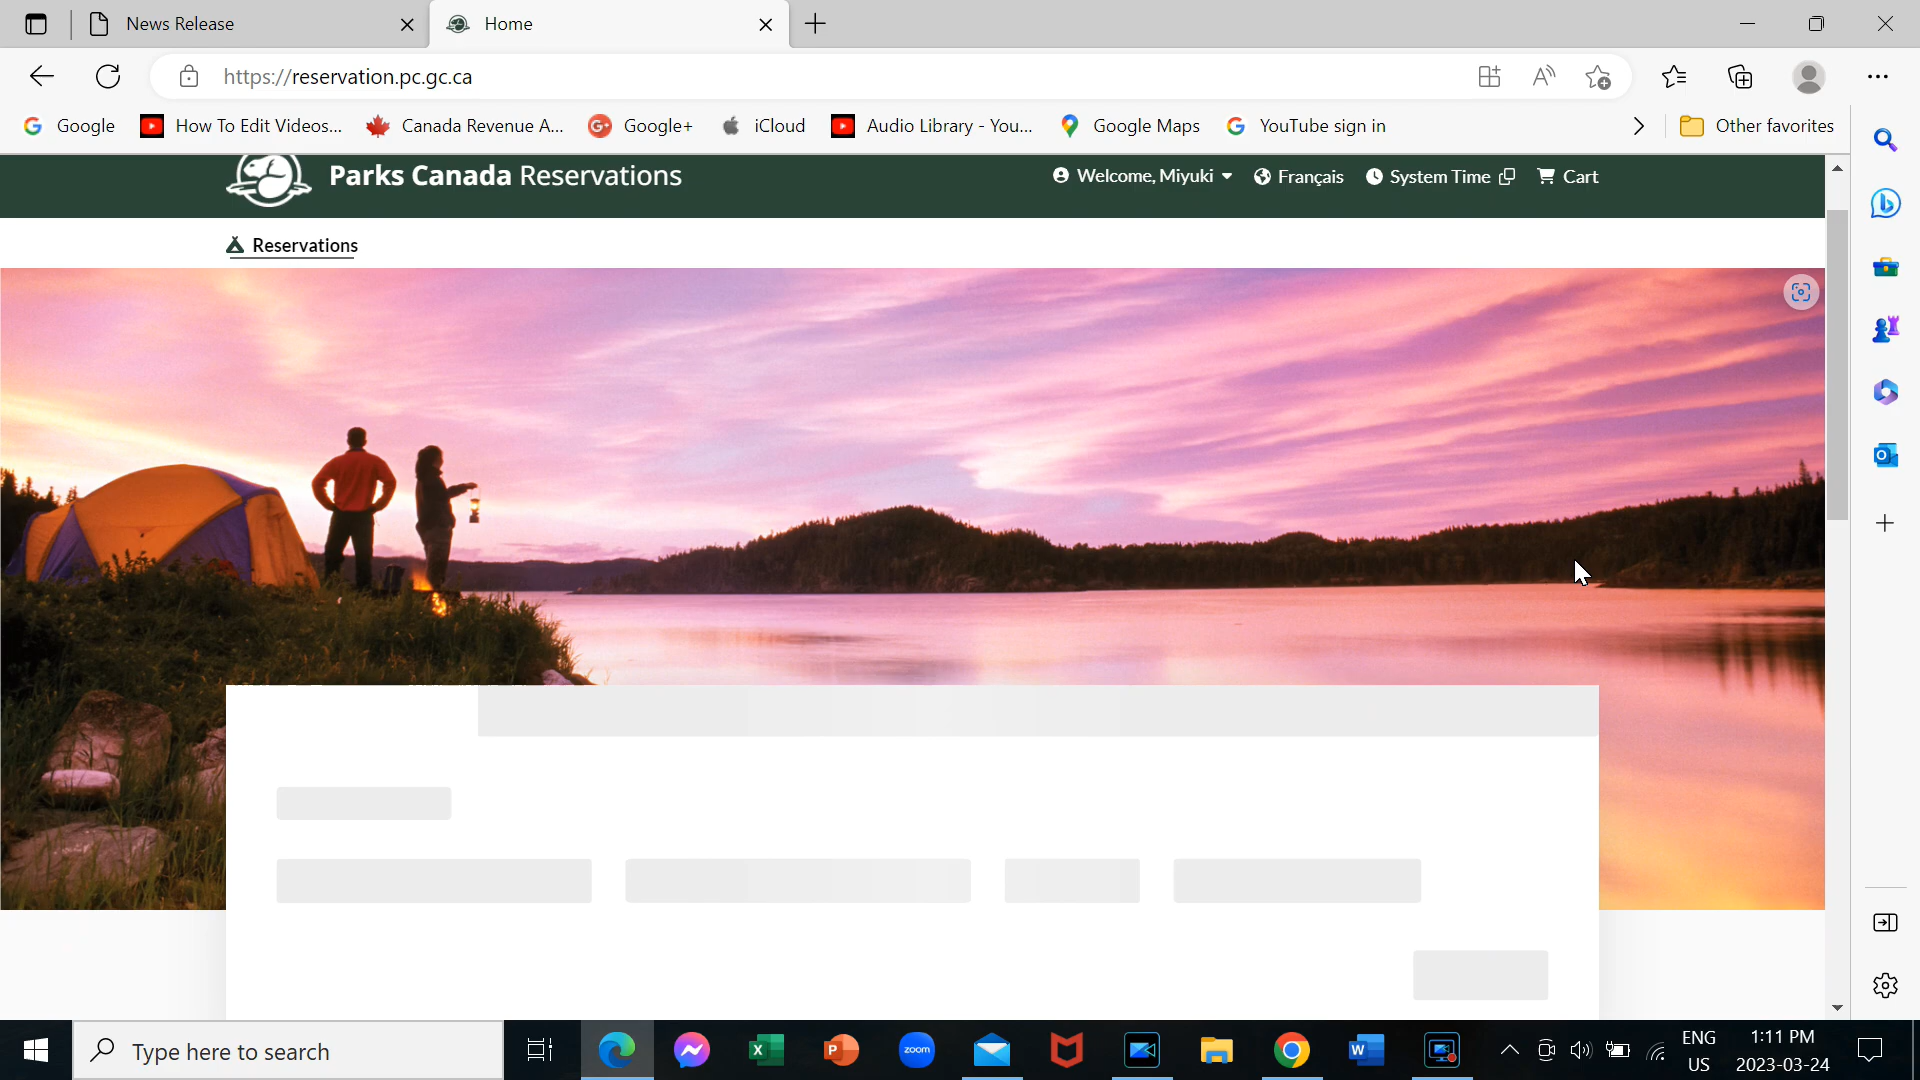 News Release
Home
https://reservation.pc.gc.ca
Google
How To Edit Videos...
Canada Revenue A...
Google+
iCloud
Audio Library - You...
Google Maps
YouTube sign in
Other favorites
Parks Canada Reservations
Welcome, Miyuki
Français
System Time
Cart
Reservations
Type here to search
zoom
ENG
US
1:11 PM
2023-03-24